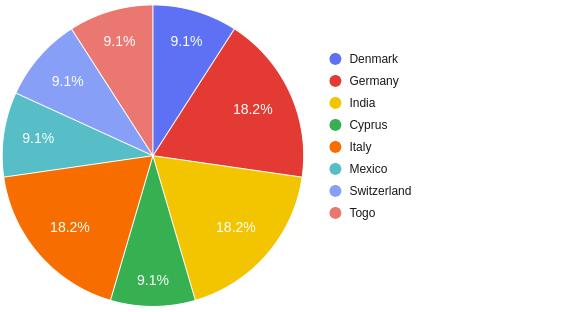 9.1%
18.2%
18.2%
9.1%
18.2%
9.1%
9.1%
9.1%
Denmark
Germany
India
Cyprus
Italy
Mexico
Switzerland
Togo